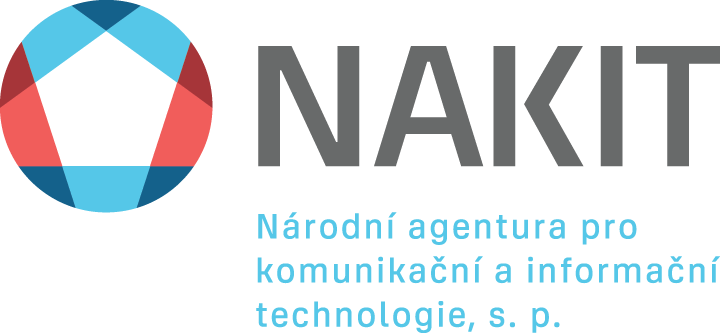 NAKIT
Národní agentura pro
komunikační a informační
technologie, s. p.